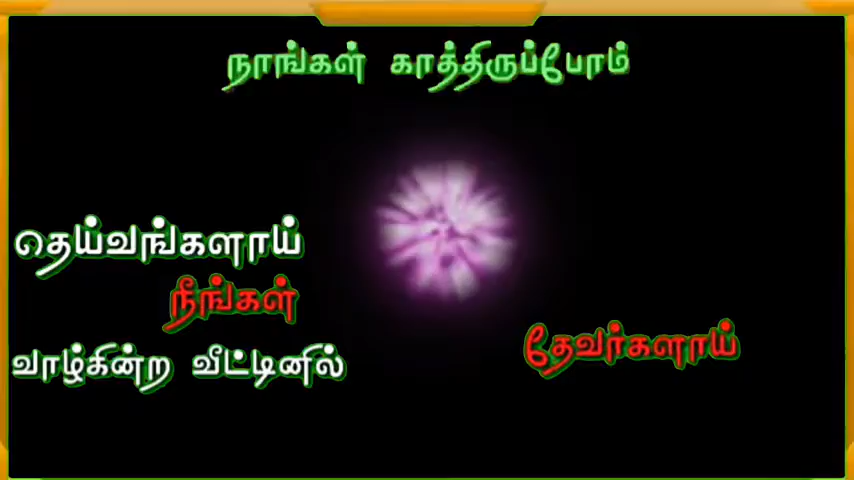 நாங்கள் காத்திருப்போம்
தெய்வங்களாய்
நீங்கள்
வாழ்கின்ற வீட்டினில்
தேவர்களாய்